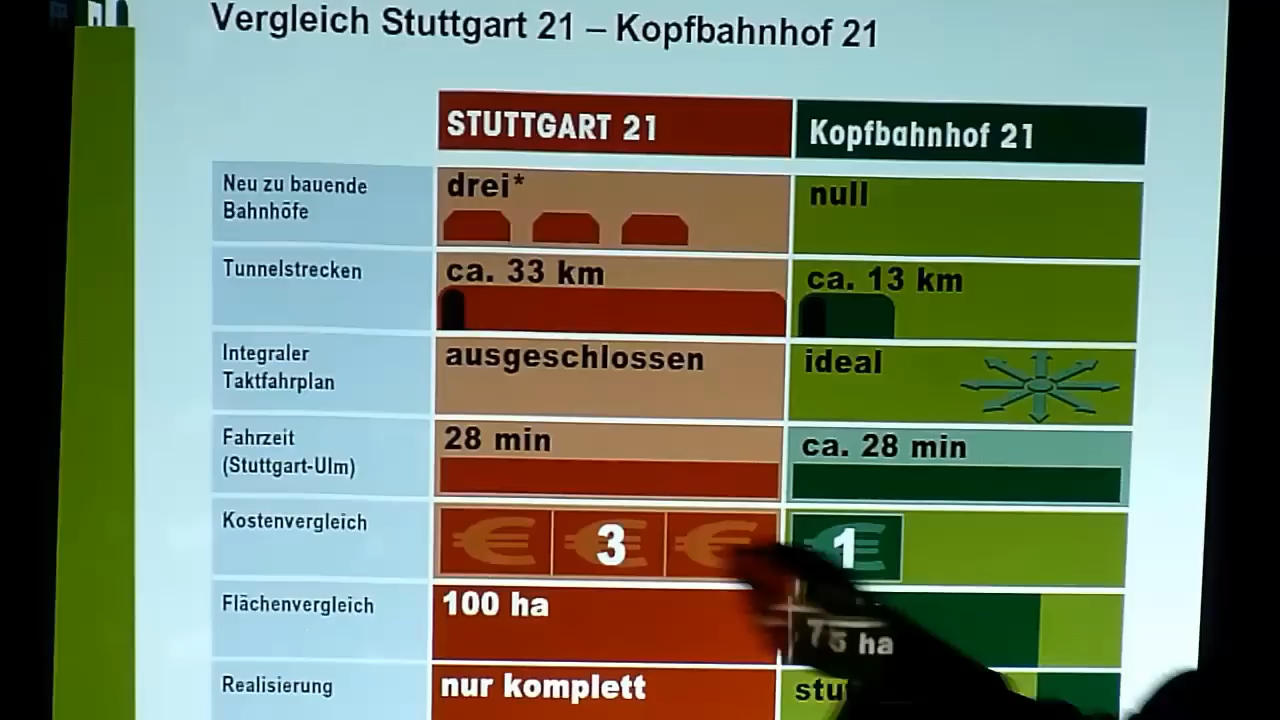 Vergleich Stuttgart 21 – Kopfbahnhof 21
STUTTGART 21
Kopfbahnhof 21
Neu zu bauende
Bahnhöfe
drei*
null
Tunnelstrecken
ca. 33 km
ca. 13 km
Integraler
Taktfahrplan
ausgeschlossen
ideal
Fahrzeit
(Stuttgart-Ulm)
28 min
ca. 28 min
Kostenvergleich
3
1
Flächenvergleich
100 ha
75 ha
Realisierung
nur komplett